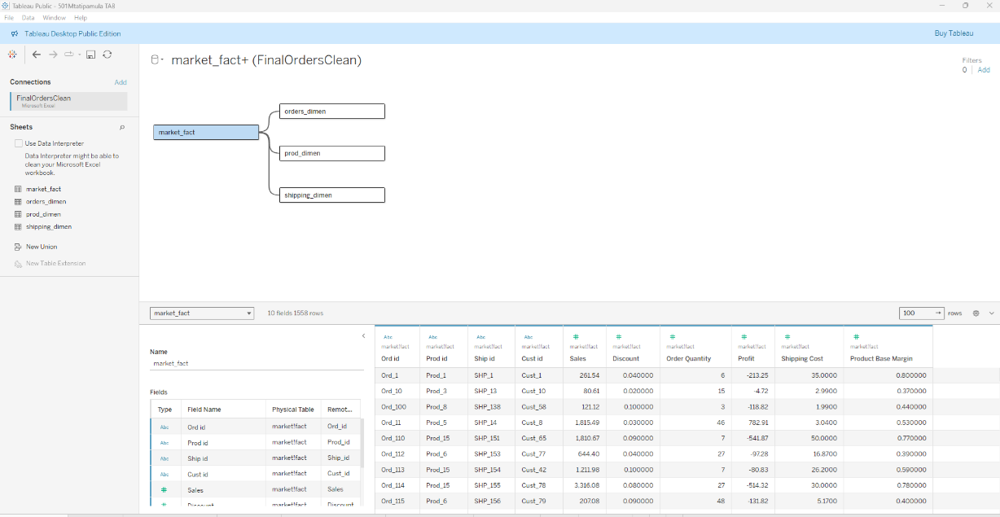 Tableau Public - 501Mtatipamula TAB
File Data Window Help
Tableau Desktop Public Edition
Buy Tableau
market_fact+ (FinalOrdersClean)
Filters
0 Add
Connections Add
FinalOrdersClean
Microsoft Excel
Sheets
Use Data Interpreter
Data Interpreter might be able to
clean your Microsoft Excel
workbook.
market_fact
orders_dimen
prod_dimen
shipping_dimen
New Union
New Table Extension
market_fact
orders_dimen
prod_dimen
shipping_dimen
market_fact 10 fields 1558 rows 100 rows
Name
market_fact
Fields
Type Field Name Physical Table Remot...
Abc Ord id market!fact Ord_id
Abc Prod id market!fact Prod_id
Abc Ship id market!fact Ship_id
Abc Cust id market!fact Cust_id
# Sales market!fact Sales
# Discount market!fact Discount
Abc Abc Abc Abc # # # # # #
market!fact market!fact market!fact market!fact market!fact market!fact market!fact market!fact market!fact market!fact
Ord id Prod id Ship id Cust id Sales Discount Order Quantity Profit Shipping Cost Product Base Margin
Ord_1 Prod_1 SHP_1 Cust_1 261.54 0.040000 6 -213.25 35.0000 0.800000
Ord_10 Prod_3 SHP_13 Cust_10 80.61 0.020000 15 -4.72 2.9900 0.370000
Ord_100 Prod_8 SHP_138 Cust_58 121.12 0.100000 3 -118.82 1.9900 0.440000
Ord_11 Prod_5 SHP_14 Cust_8 1,815.49 0.030000 46 782.91 3.0400 0.530000
Ord_110 Prod_15 SHP_151 Cust_65 1,810.67 0.090000 7 -541.87 50.0000 0.770000
Ord_112 Prod_6 SHP_153 Cust_77 644.40 0.040000 27 -97.28 16.8700 0.390000
Ord_113 Prod_15 SHP_154 Cust_42 1,211.98 0.100000 7 -80.83 26.2000 0.590000
Ord_114 Prod_15 SHP_155 Cust_78 3,316.08 0.080000 27 -514.32 30.0000 0.780000
Ord_115 Prod_6 SHP_156 Cust_79 207.08 0.090000 48 -131.82 5.1700 0.400000